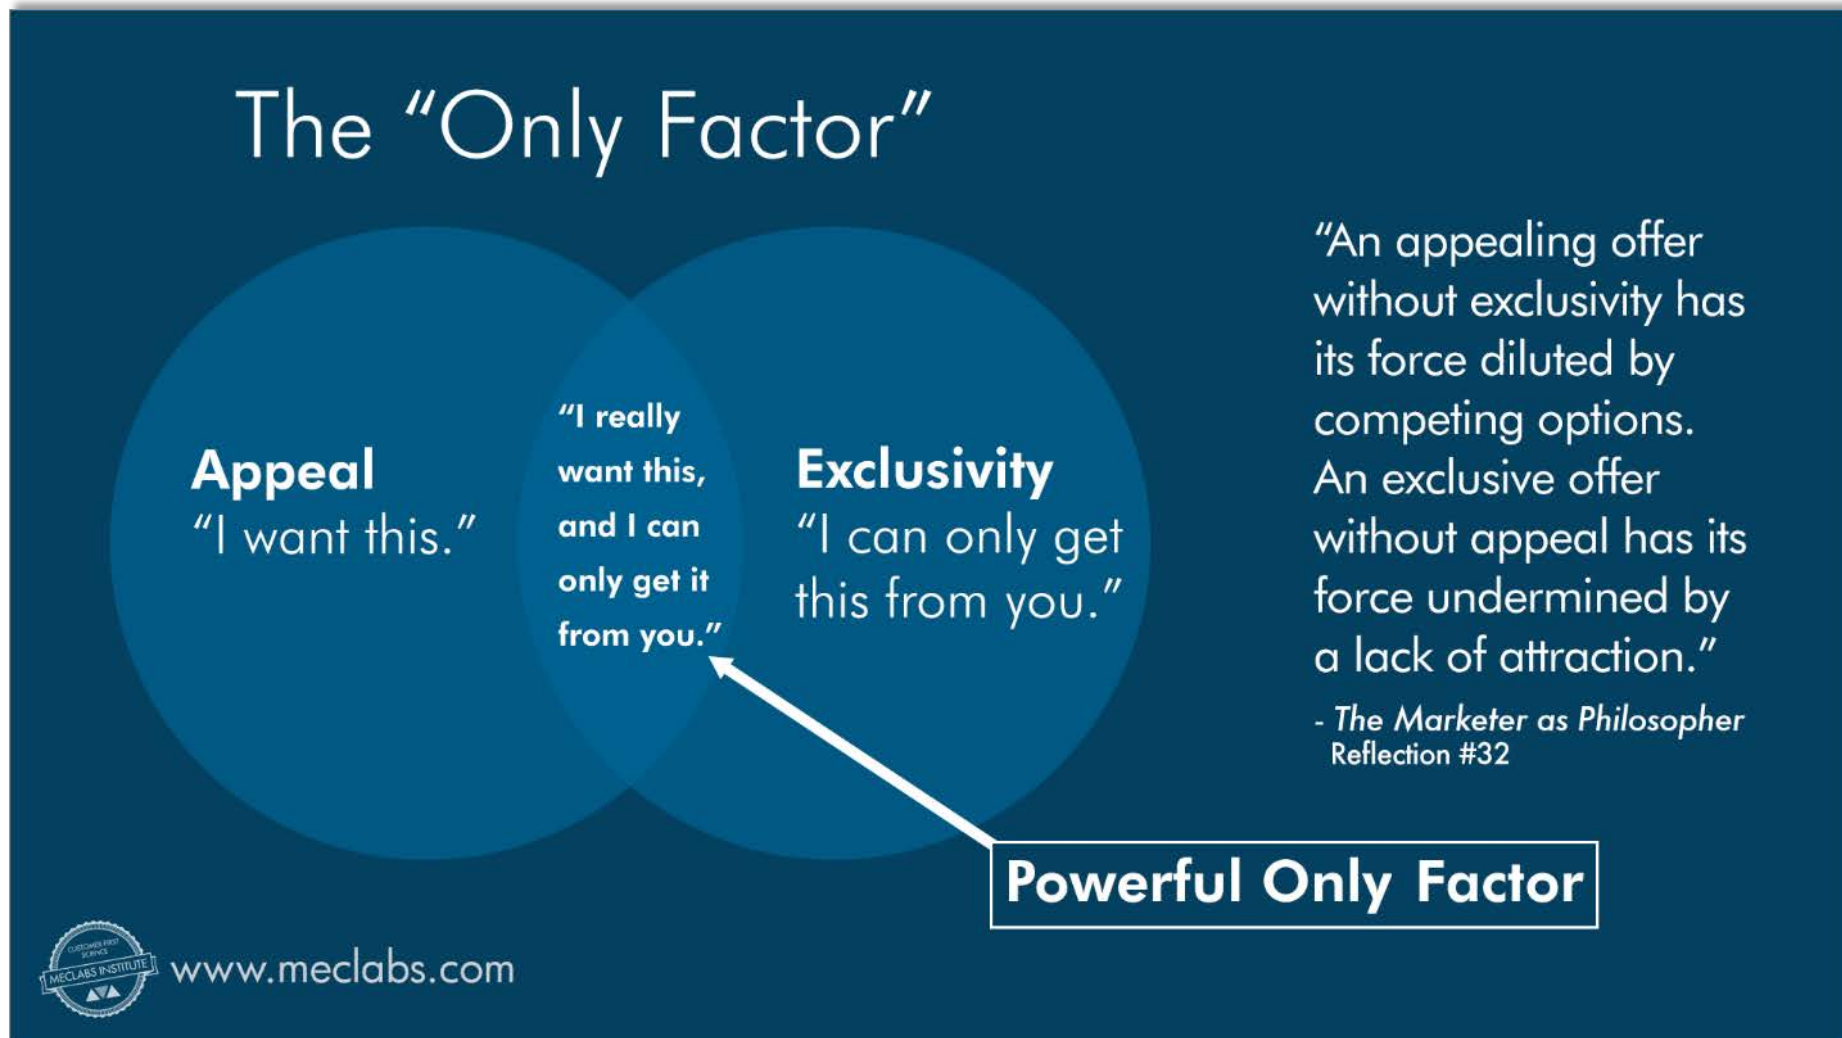 The “Only Factor”
Appeal
“I want this.”
“I really
want this,
and I can
only get it
from you.”
Exclusivity
“I can only get
this from you.”
“An appealing offer
without exclusivity has
its force diluted by
competing options.
An exclusive offer
without appeal has its
force undermined by
a lack of attraction.”
- The Marketer as Philosopher
Reflection #32
Powerful Only Factor
CUSTOMER FIRST
SCIENCE
MECLABS INSTITUTE
www.meclabs.com